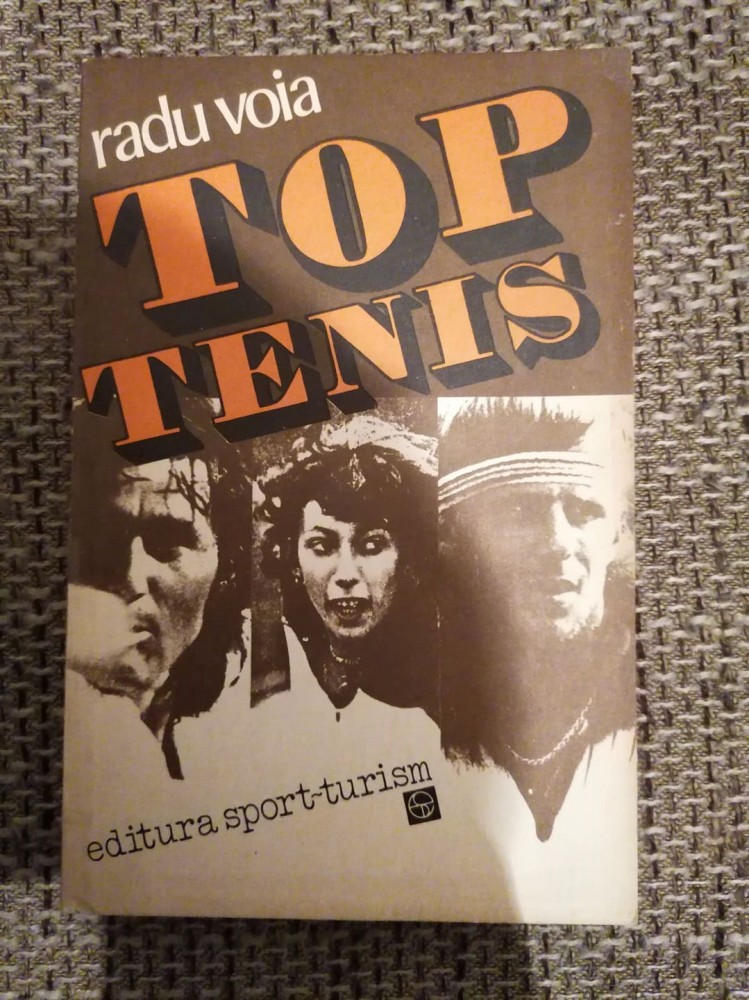 radu voia
TOP
TENIS
editura sport-turism